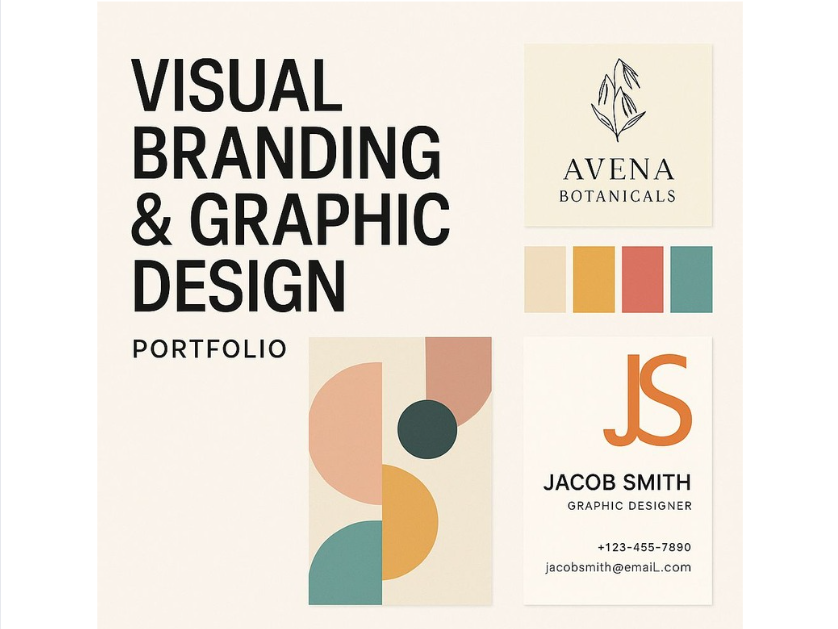 VISUAL
BRANDING
& GRAPHIC
DESIGN
PORTFOLIO
AVENA
BOTANICALS
JS
JACOB SMITH
GRAPHIC DESIGNER
+123-455-7890
jacobsmith@emaiL.com